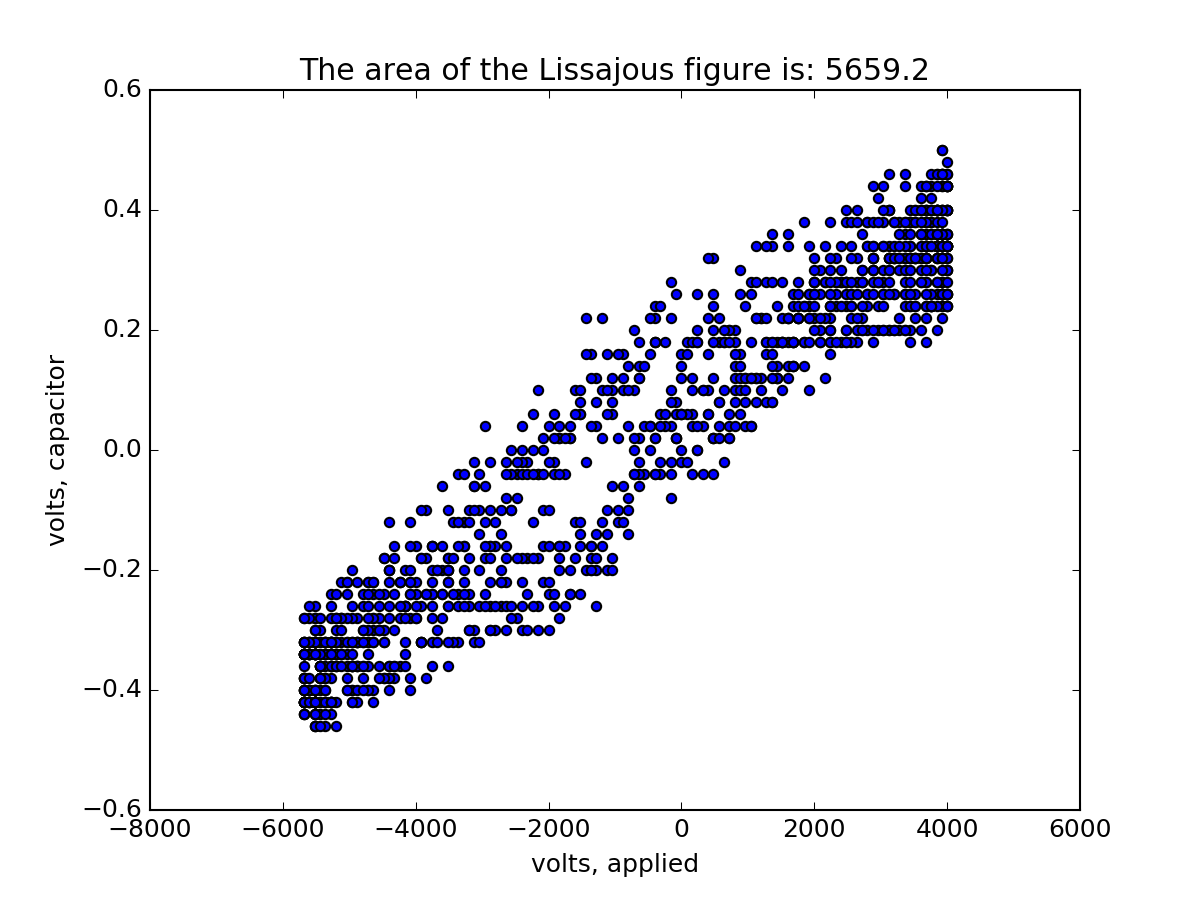 The area of the Lissajous figure is: 5659.2
0.6
0.4
0.2
0.0
−0.2
−0.4
−0.6
volts, capacitor
−8000 −6000 −4000 −2000 0 2000 4000 6000
volts, applied